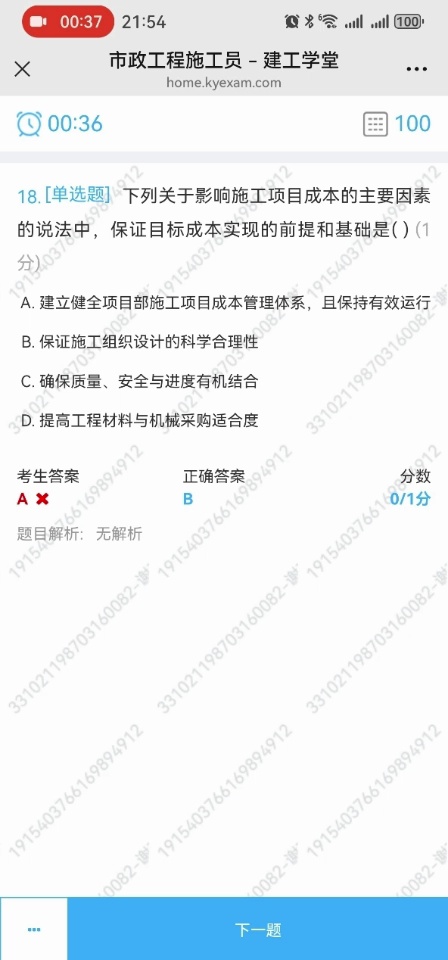 00:37 21:54 100
市政工程施工员 – 建工学堂
home.kyexam.com
00:36 100
18.[单选题] 下列关于影响施工项目成本的主要因素
的说法中，保证目标成本实现的前提和基础是( ) (1
分)
A. 建立健全项目部施工项目成本管理体系，且保持有效运行
B. 保证施工组织设计的科学合理性
C. 确保质量、安全与进度有机结合
D. 提高工程材料与机械采购适合度
考生答案 正确答案 分数
A B 0/1分
题目解析: 无解析
下一题